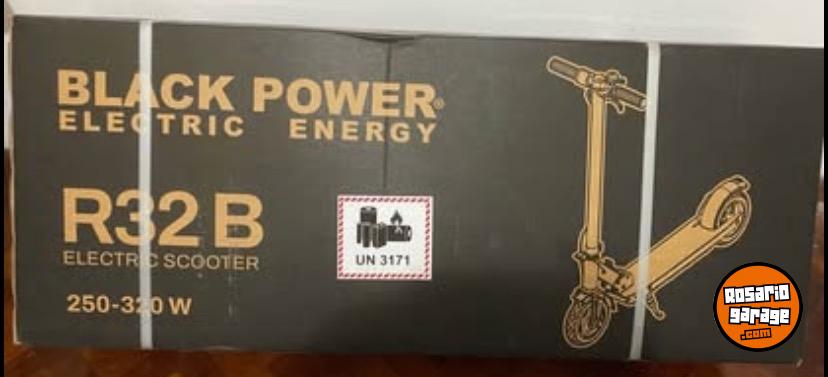 BLACK POWER®
ELECTRIC ENERGY
R32 B
ELECTRIC SCOOTER
250-320 W
UN 3171
Rosario
garage
.com